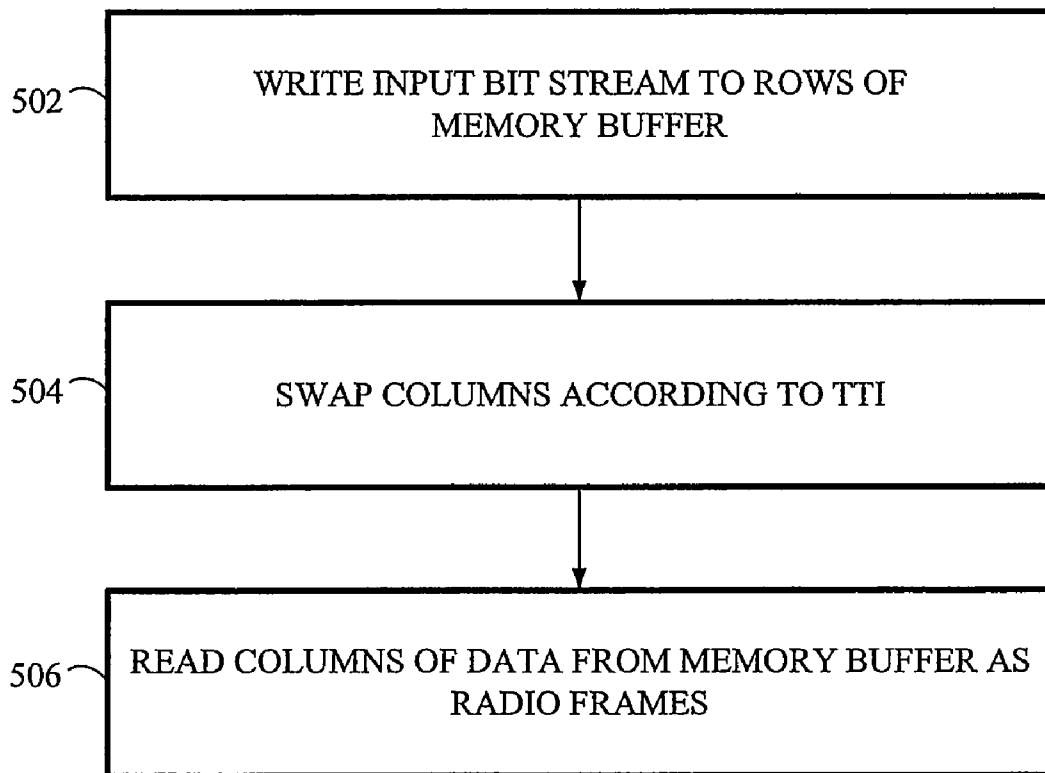 502
WRITE INPUT BIT STREAM TO ROWS OF
MEMORY BUFFER
504
SWAP COLUMNS ACCORDING TO TTI
506
READ COLUMNS OF DATA FROM MEMORY BUFFER AS
RADIO FRAMES